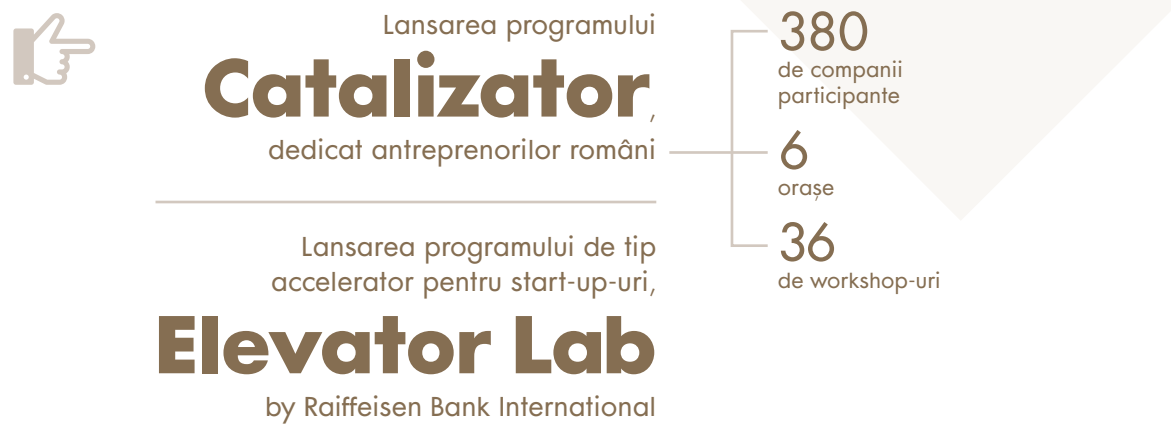 Lansarea programului
Catalizator,
dedicat antreprenorilor români
380
de companii
participante
6
orașe
36
de workshop-uri
Lansarea programului de tip
accelerator pentru start-up-uri,
Elevator Lab
by Raiffeisen Bank International